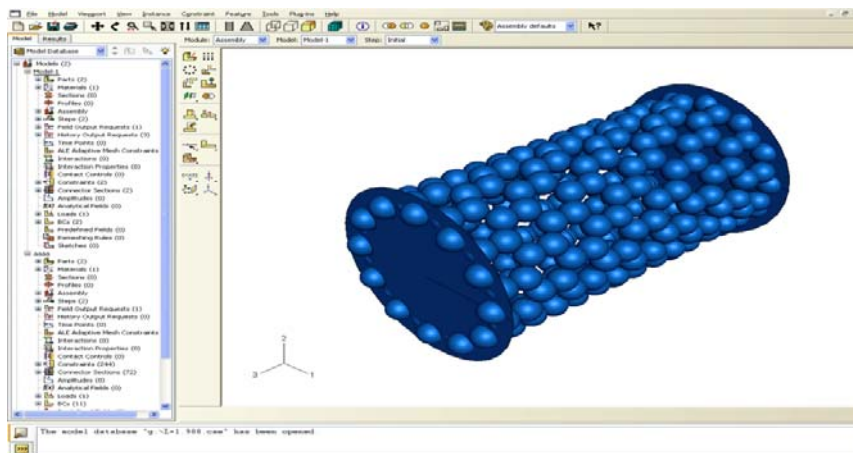 File Model Viewport View Instance Constraint Feature Tools Plug-ins Help
Assembly defaults
Model Results
Module: Assembly Model: Model-1 Step: Initial
Model Database
Models (2)
Model-1
Parts (2)
Materials (1)
Sections (0)
Profiles (0)
Assembly
Steps (2)
Field Output Requests (1)
History Output Requests (3)
Time Points (0)
ALE Adaptive Mesh Constraints
Interactions (0)
Interaction Properties (0)
Contact Controls (0)
Constraints (2)
Connector Sections (2)
Amplitudes (0)
Analytical Fields (0)
Loads (1)
BCs (2)
Predefined Fields (0)
Remeshing Rules (0)
Sketches (0)
Parts (2)
Materials (1)
Sections (0)
Profiles (0)
Assembly
Steps (2)
Field Output Requests (1)
History Output Requests (0)
Time Points (0)
ALE Adaptive Mesh Constraints
Interactions (0)
Interaction Properties (0)
Contact Controls (0)
Constraints (244)
Connector Sections (72)
Amplitudes (0)
Analytical Fields (0)
Loads (1)
BCs (11)
2
3 1
The model database "g:\L=1.908.cae" has been opened.